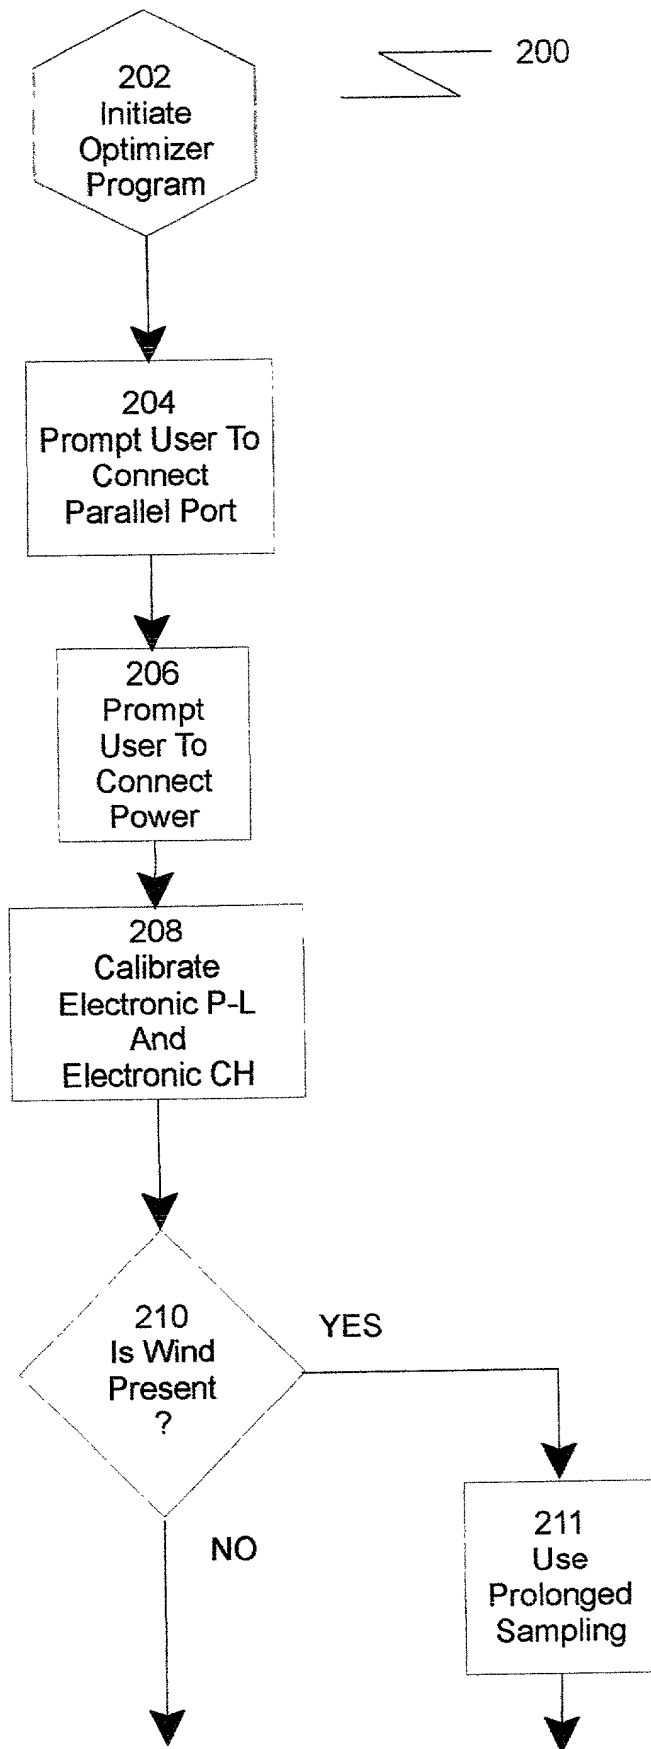 200
202
Initiate
Optimizer
Program
204
Prompt User To
Connect
Parallel Port
206
Prompt
User To
Connect
Power
208
Calibrate
Electronic P-L
And
Electronic CH
210
Is Wind
Present
?
YES
NO
211
Use
Prolonged
Sampling